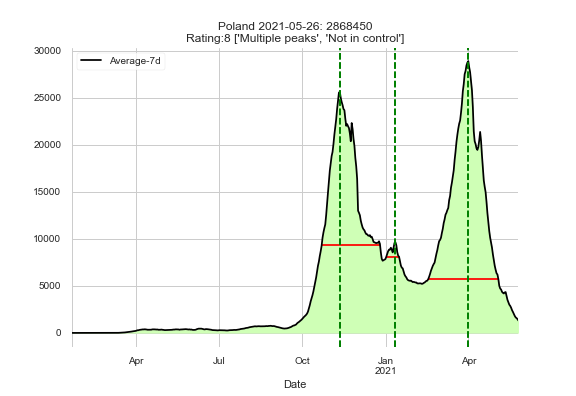 Poland 2021-05-26: 2868450
Rating:8 ['Multiple peaks', 'Not in control']
Average-7d
30000
25000
20000
15000
10000
5000
0
Apr
Jul
Oct
Jan
2021
Apr
Date